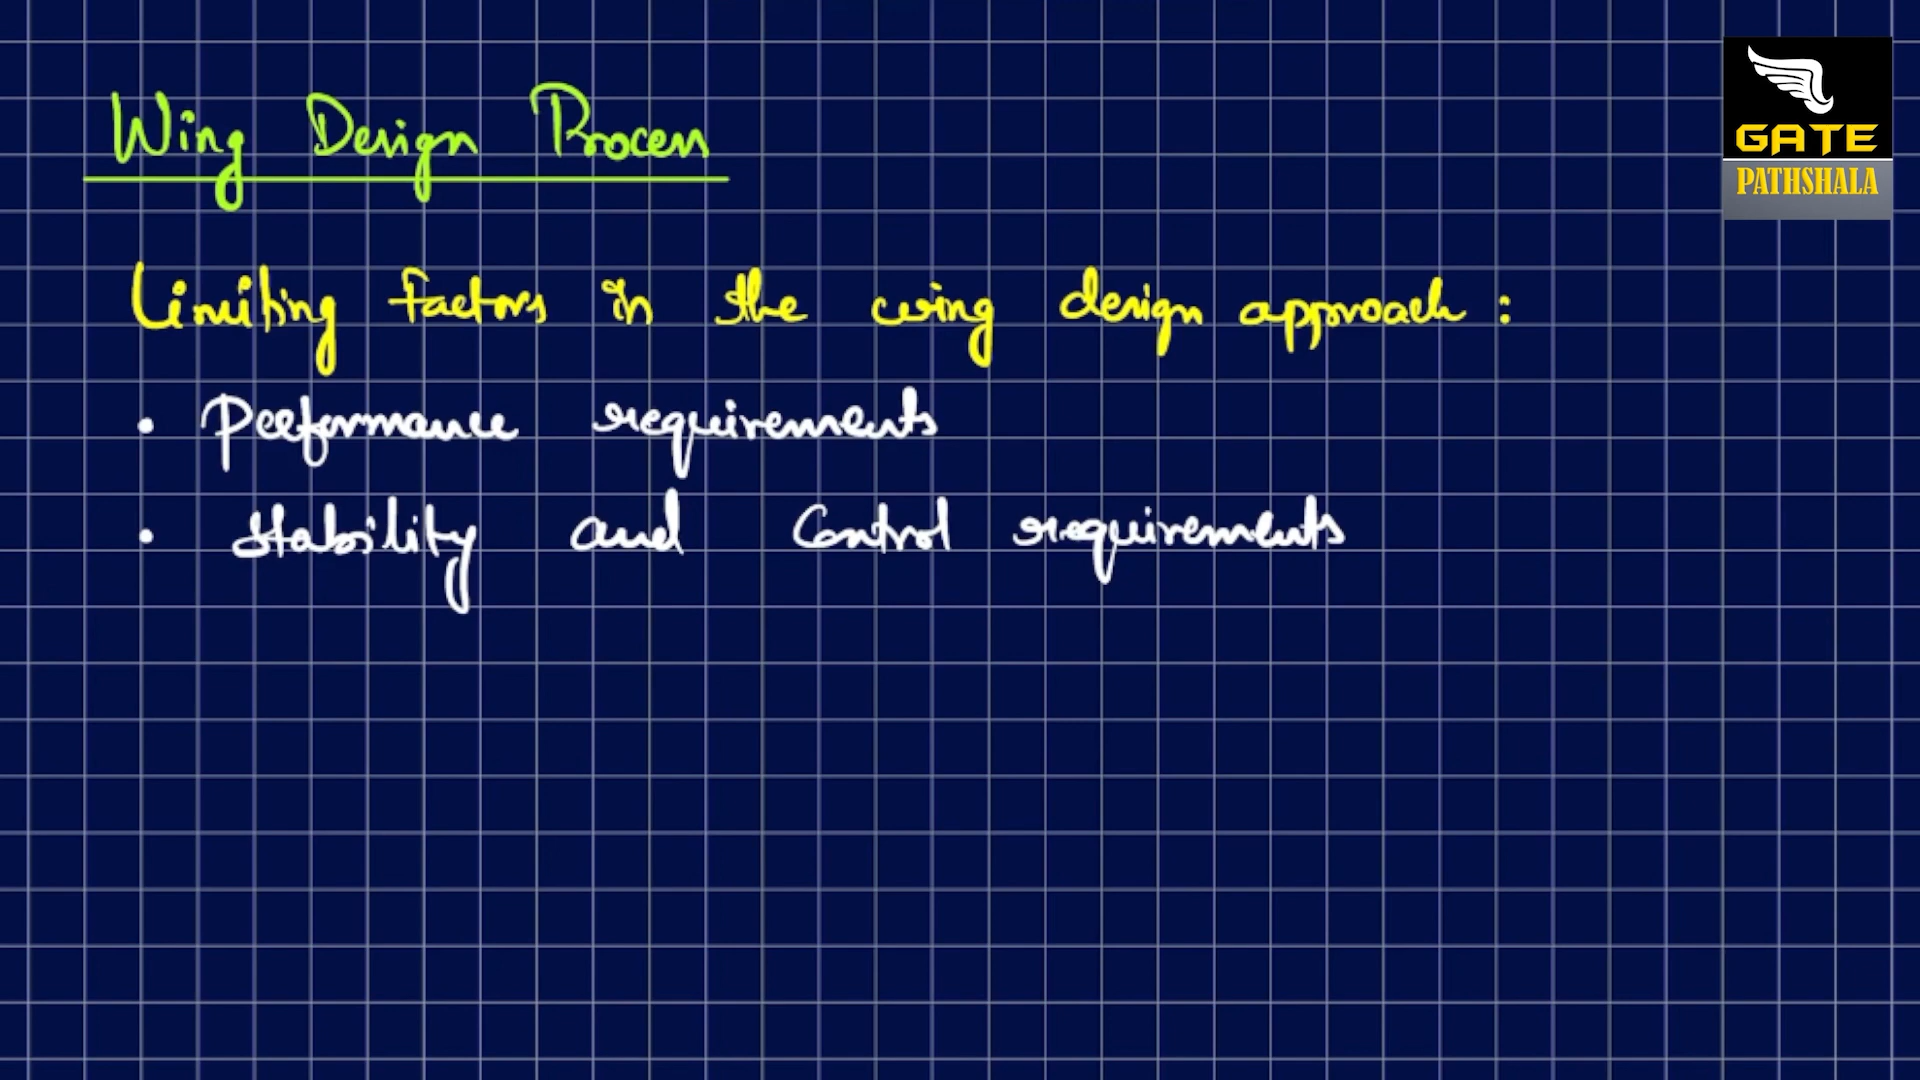 Wing Design Process
Limiting factors in the wing design approach :
• Performance requirements
• Stability and Control requirements
GATE
PATHSHALA